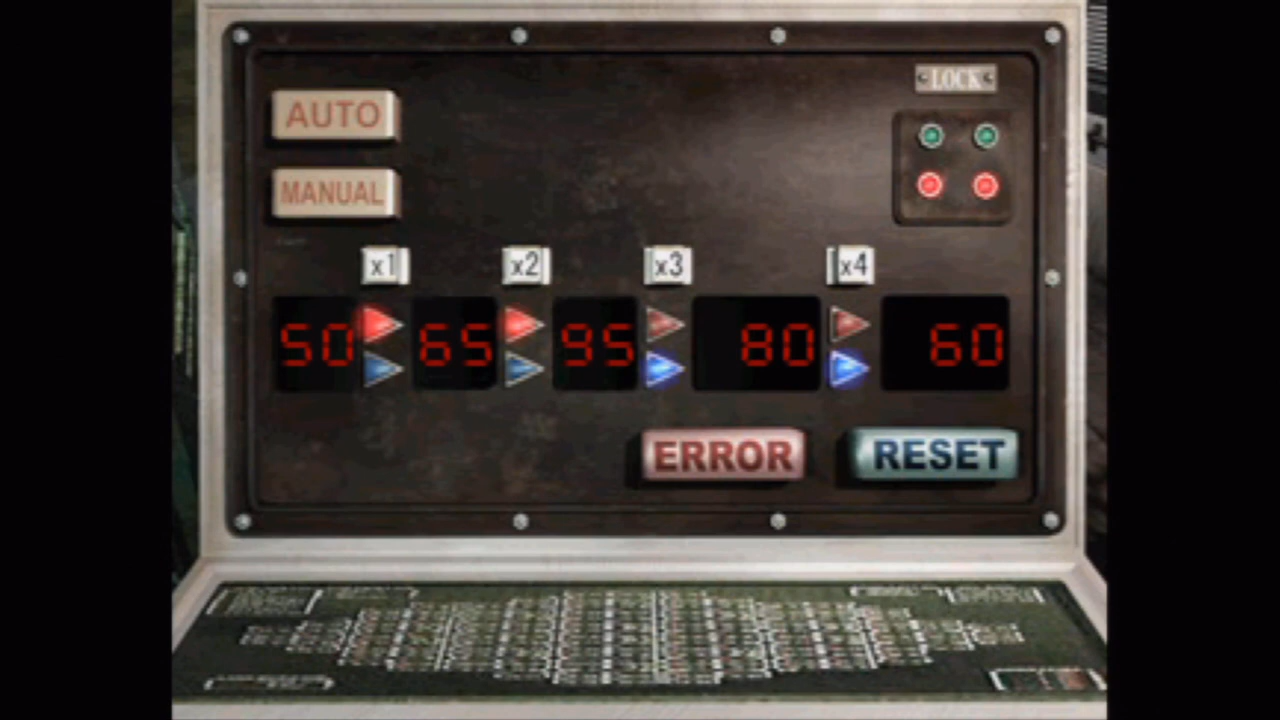 LOCK
AUTO
MANUAL
x1 x2 x3 x4
50 65 95 80 60
ERROR RESET